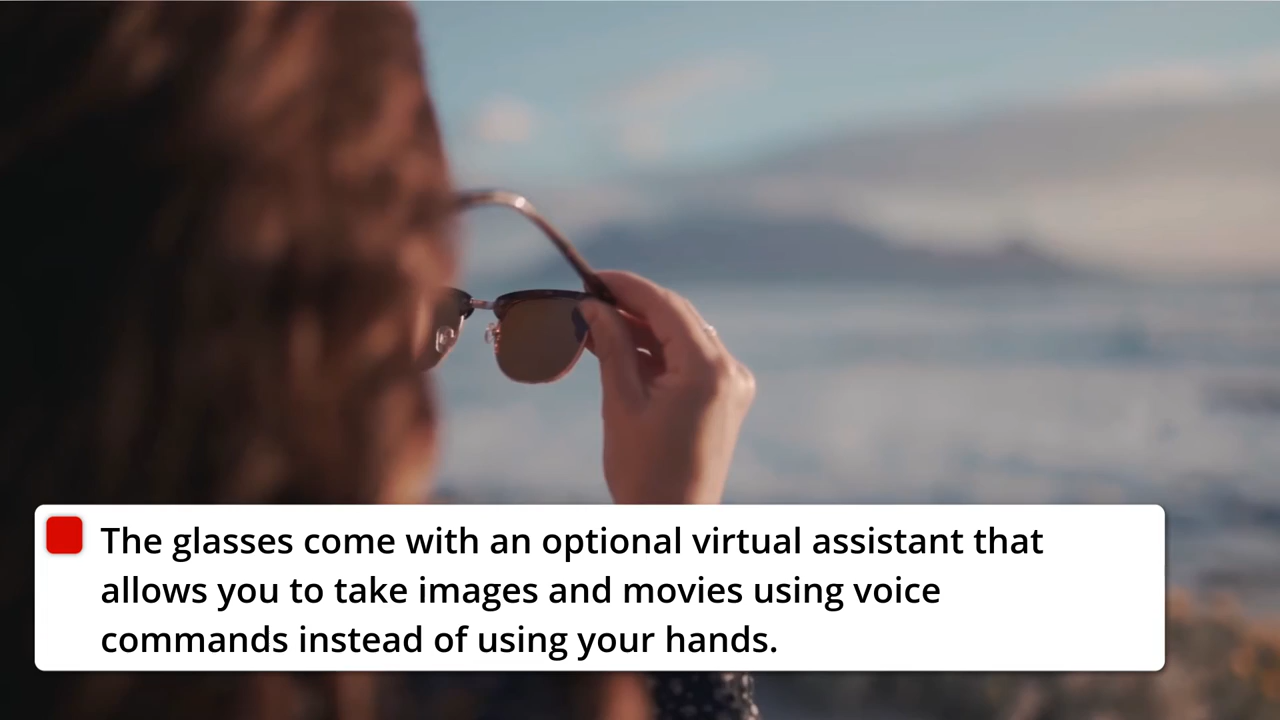 The glasses come with an optional virtual assistant that
allows you to take images and movies using voice
commands instead of using your hands.